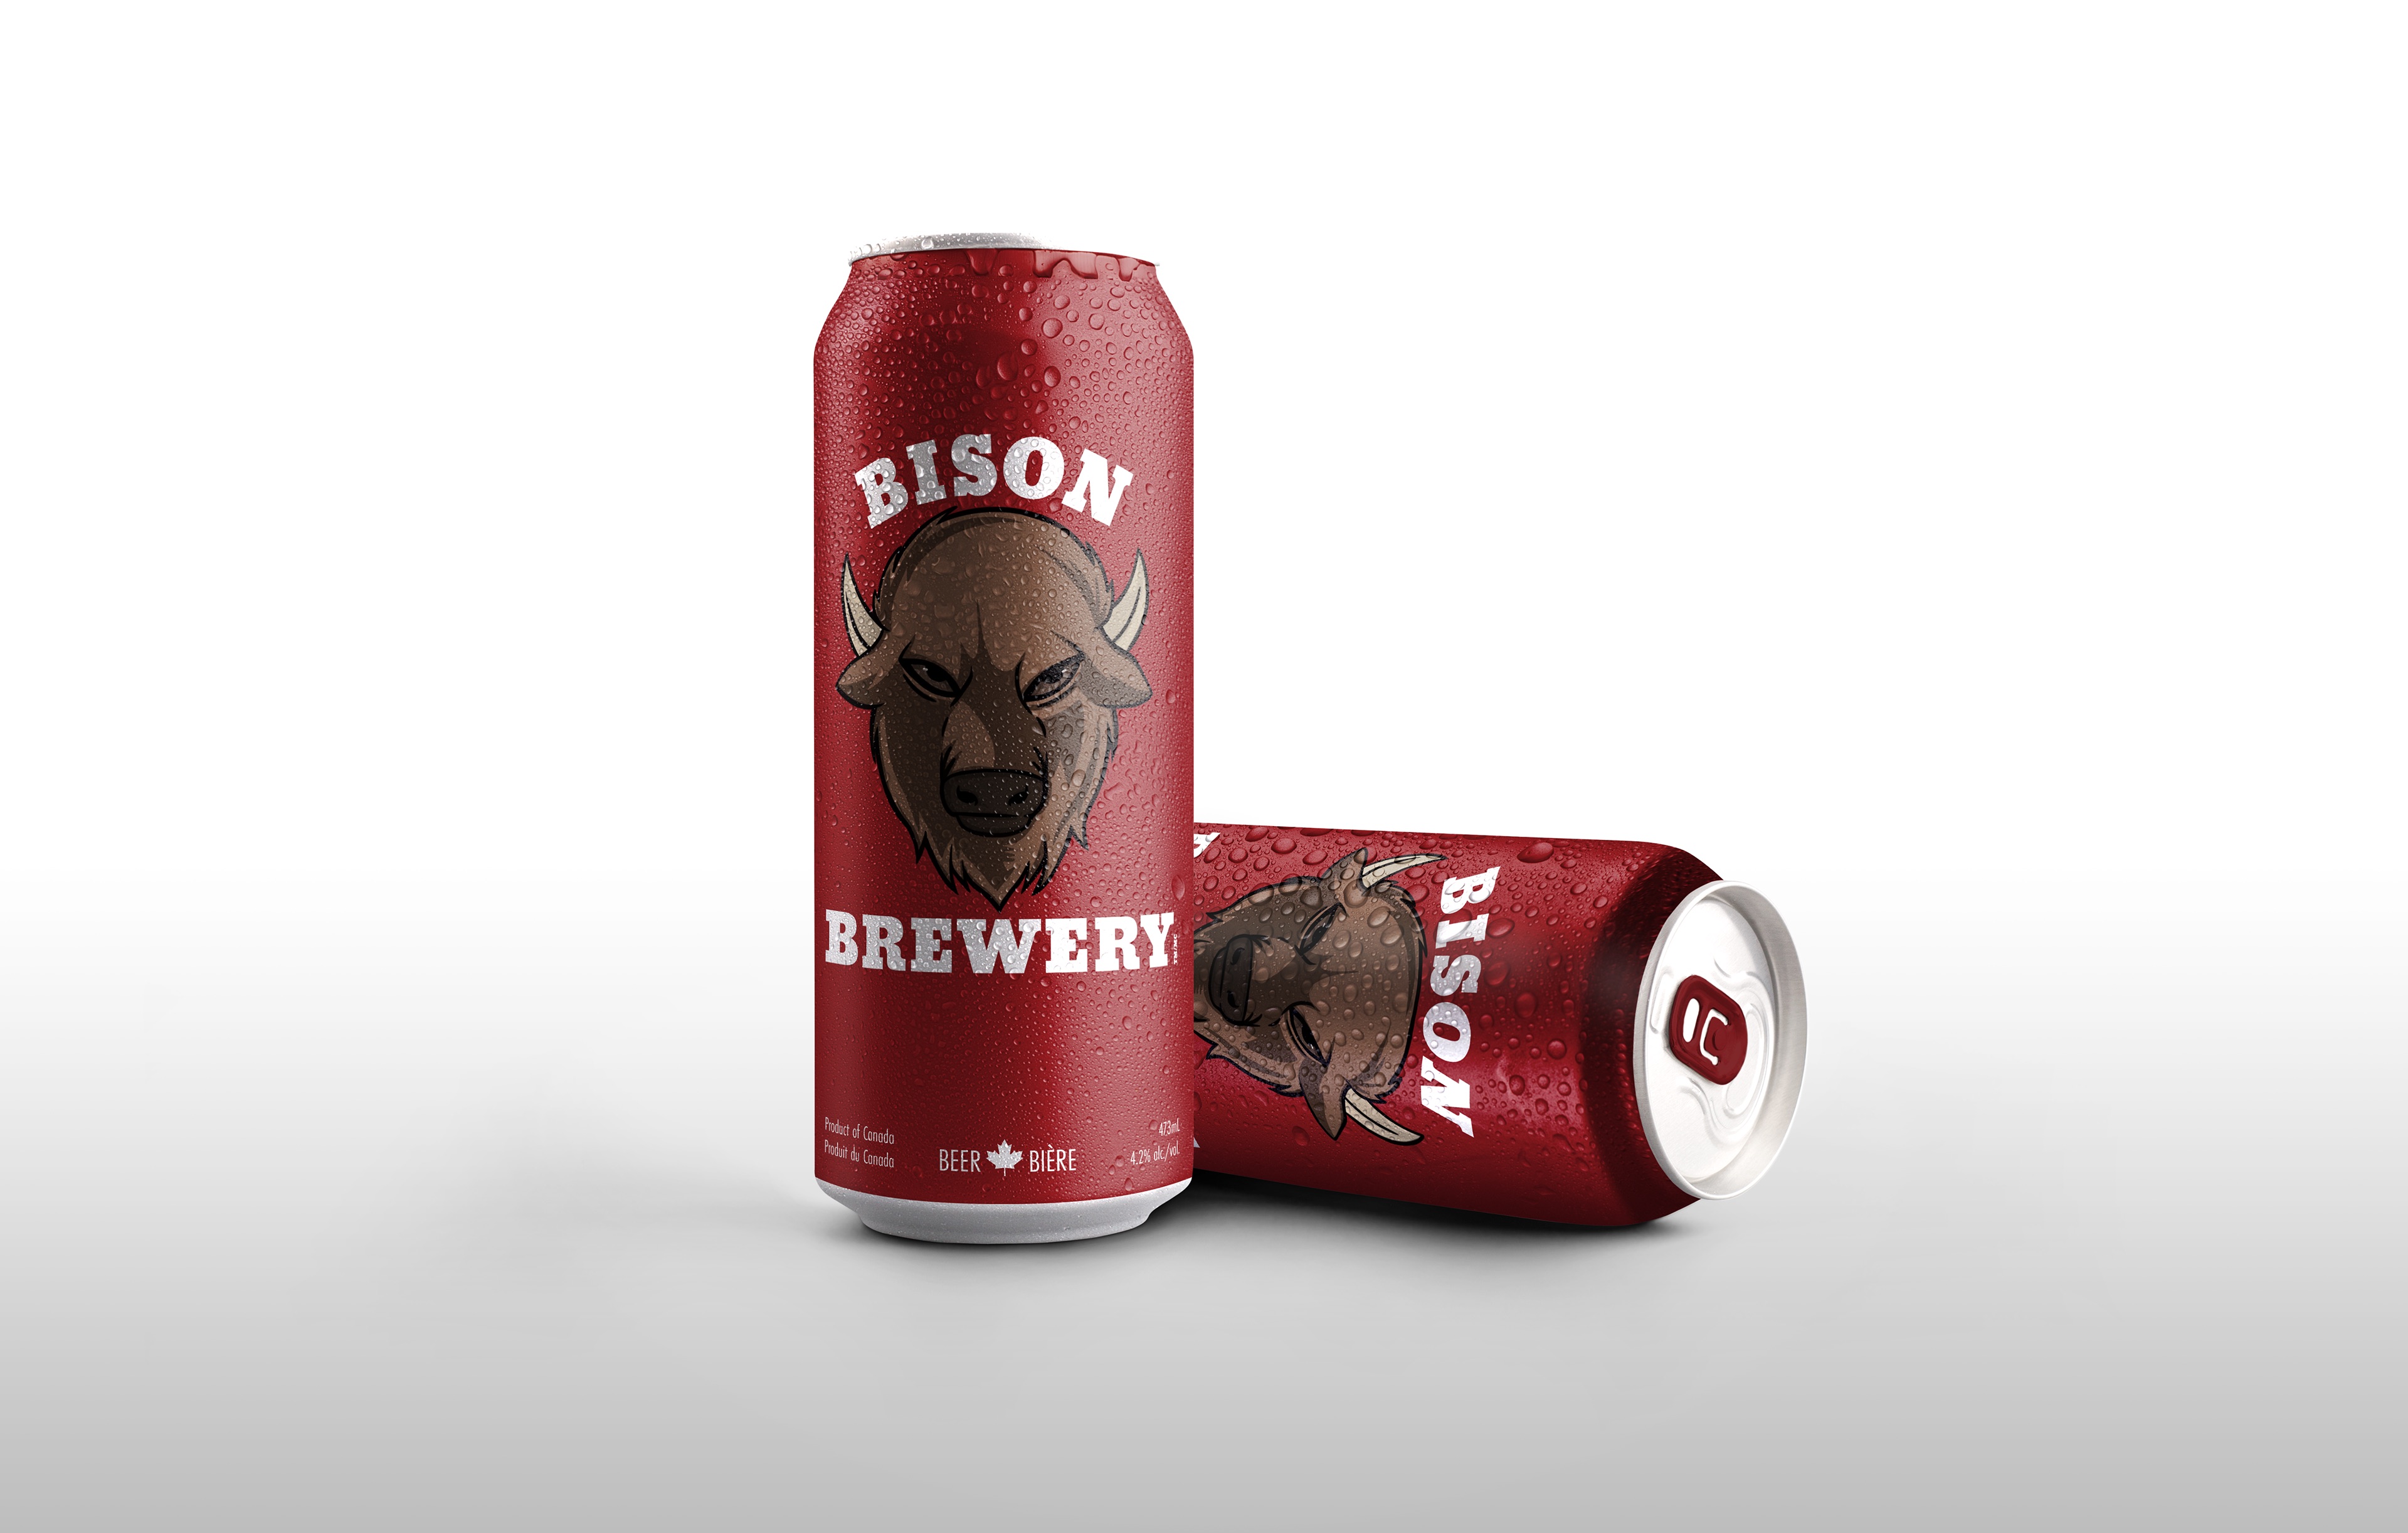 BISON
BREWERY
Product of Canada
Produit du Canada
BEER BIÈRE
473mL
4.2% alc./vol.
BISON